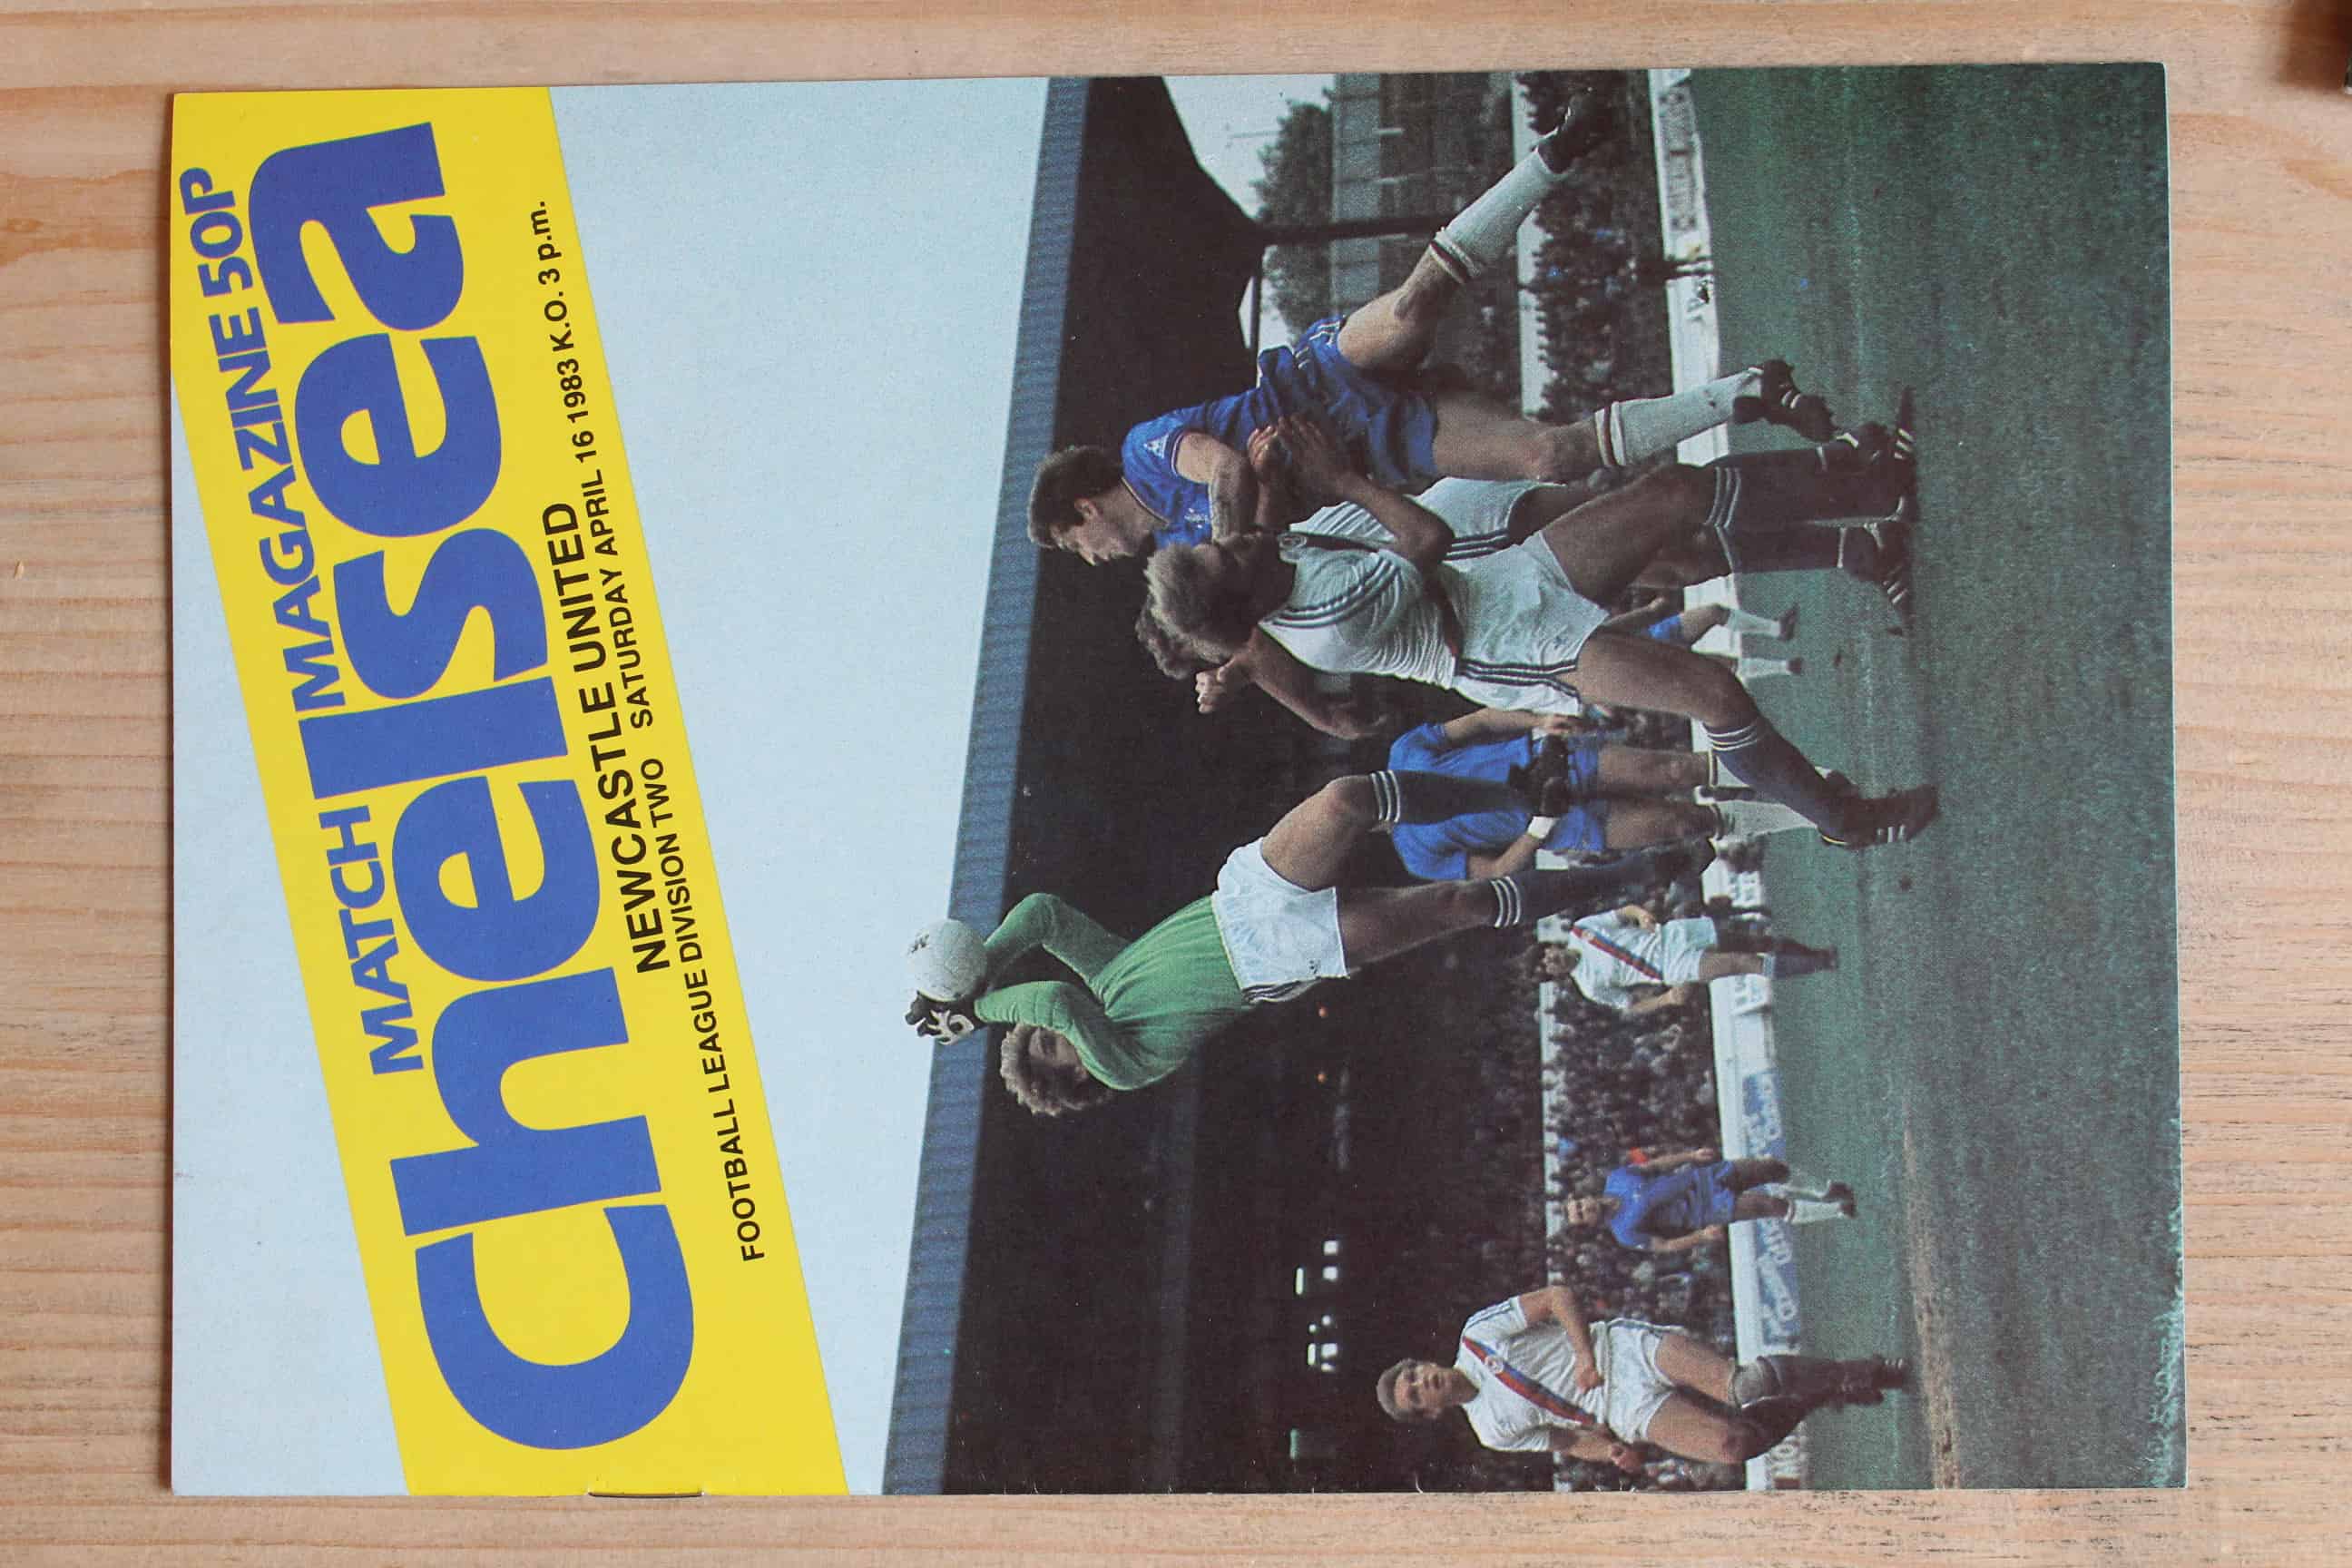 MATCH MAGAZINE 50P
Chelsea
NEWCASTLE UNITED
FOOTBALL LEAGUE DIVISION TWO SATURDAY APRIL 16 1983 K.O. 3 p.m.